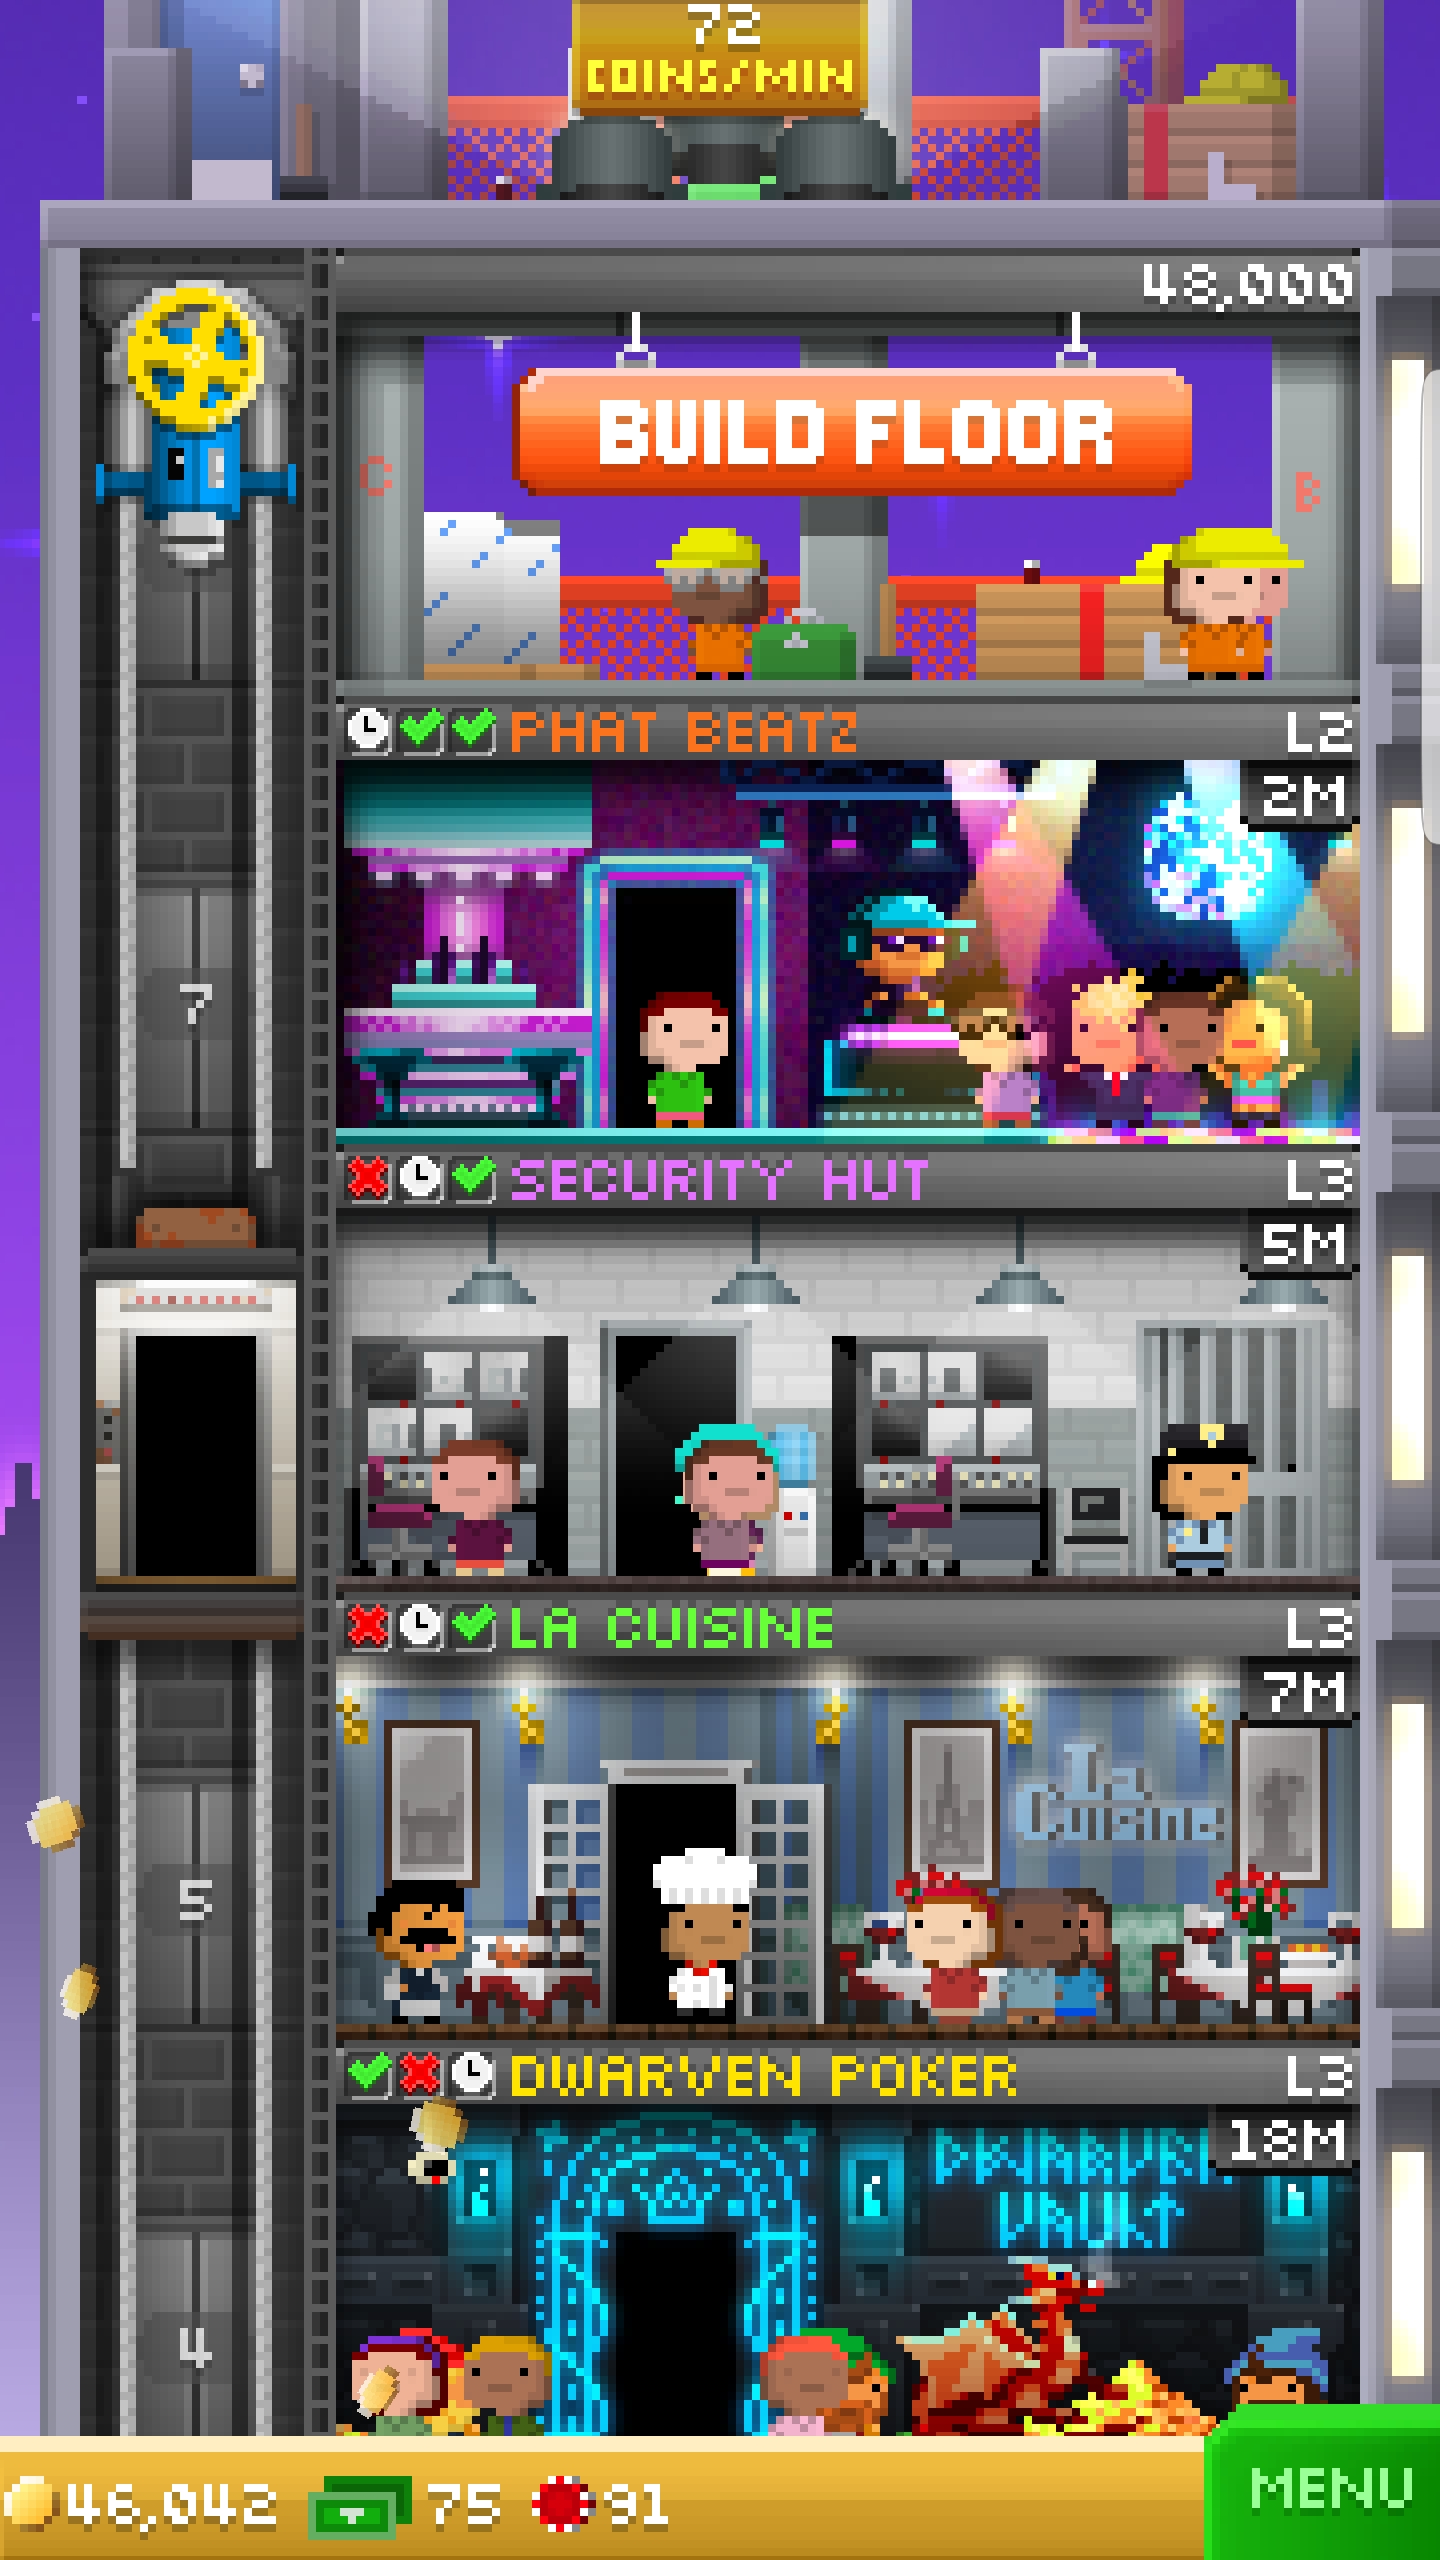 72
COINS/MIN
48,000
BUILD FLOOR
C
B
PHAT BEATZ
L2
2M
7
SECURITY HUT
L3
5M
LA CUISINE
L3
7M
La
Cuisine
5
DWARVEN POKER
L3
18M
VAULT
4
46,042
75
91
MENU